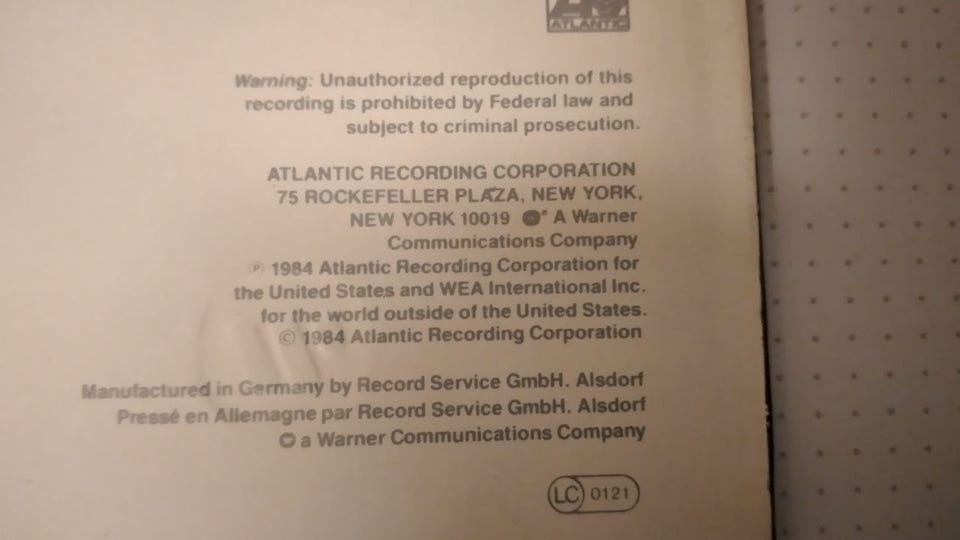 ATLANTIC
Warning: Unauthorized reproduction of this
recording is prohibited by Federal law and
subject to criminal prosecution.
ATLANTIC RECORDING CORPORATION
75 ROCKEFELLER PLAZA, NEW YORK,
NEW YORK 10019 ® A Warner
Communications Company
℗ 1984 Atlantic Recording Corporation for
the United States and WEA International Inc.
for the world outside of the United States.
© 1984 Atlantic Recording Corporation
Manufactured in Germany by Record Service GmbH. Alsdorf
Pressé en Allemagne par Record Service GmbH. Alsdorf
a Warner Communications Company
LC 0121